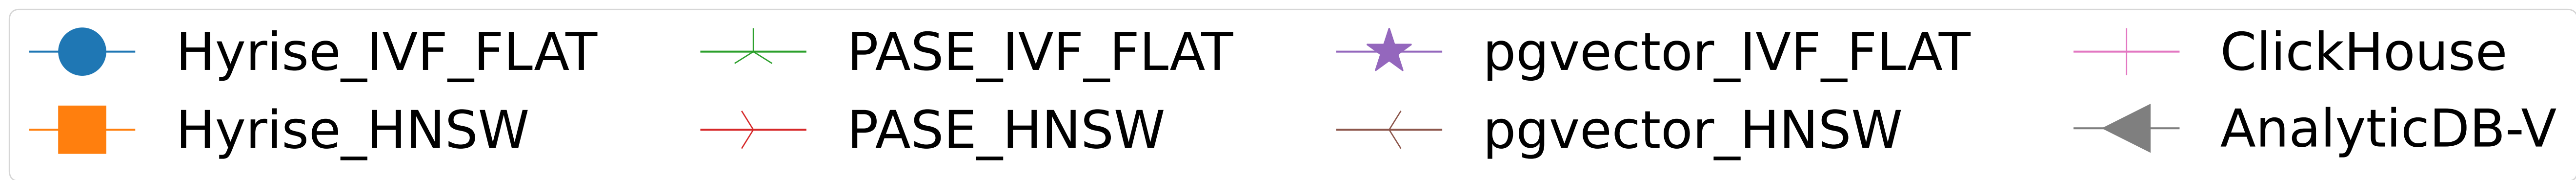 Hyrise_IVF_FLAT PASE_IVF_FLAT pgvector_IVF_FLAT ClickHouse
Hyrise_HNSW PASE_HNSW pgvector_HNSW AnalyticDB-V